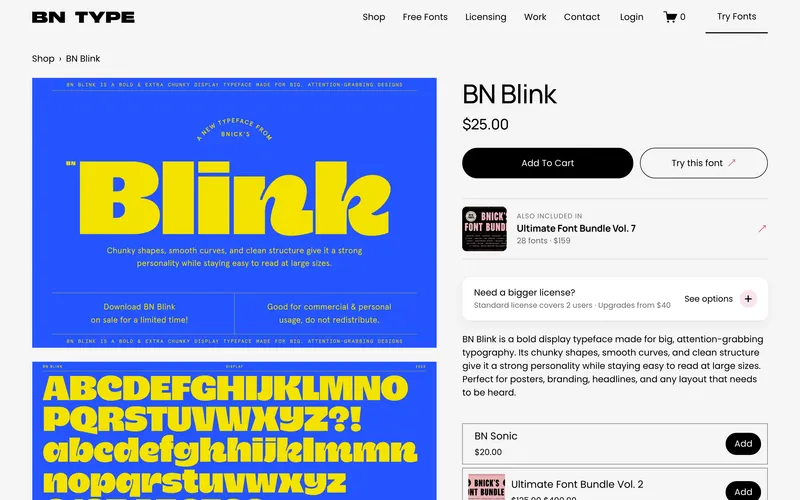 BN TYPE
Shop
Free Fonts
Licensing
Work
Contact
Login
0
Try Fonts
Shop › BN Blink
BN BLINK IS A BOLD & EXTRA CHUNKY DISPLAY TYPEFACE MADE FOR BIG, ATTENTION-GRABBING DESIGNS
A NEW TYPEFACE FROM
BNICK'S
BN
Blink
Chunky shapes, smooth curves, and clean structure give it a strong
personality while staying easy to read at large sizes.
Download BN Blink
on sale for a limited time!
Good for commercial & personal
usage, do not redistribute.
BN BLINK IS A BOLD & EXTRA CHUNKY DISPLAY TYPEFACE MADE FOR BIG, ATTENTION-GRABBING DESIGNS
BN BLINK
DISPLAY
ABCDEFGHIJKLMNO
PQRSTUVWXYZ?!
abcdefghhijklmnn
nopqrstuvwxyz
BN Blink
$25.00
Add To Cart
Try this font ↗
BNICK'S
FONT BUNDL
ALSO INCLUDED IN
Ultimate Font Bundle Vol. 7
28 fonts · $159
↗
Need a bigger license?
Standard license covers 2 users · Upgrades from $40
See options +
BN Blink is a bold display typeface made for big, attention-grabbing
typography. Its chunky shapes, smooth curves, and clean structure
give it a strong personality while staying easy to read at large sizes.
Perfect for posters, branding, headlines, and any layout that needs
to be heard.
BN Sonic
$20.00
Add
BNICK'S
FONT BUND
Ultimate Font Bundle Vol. 2
Add